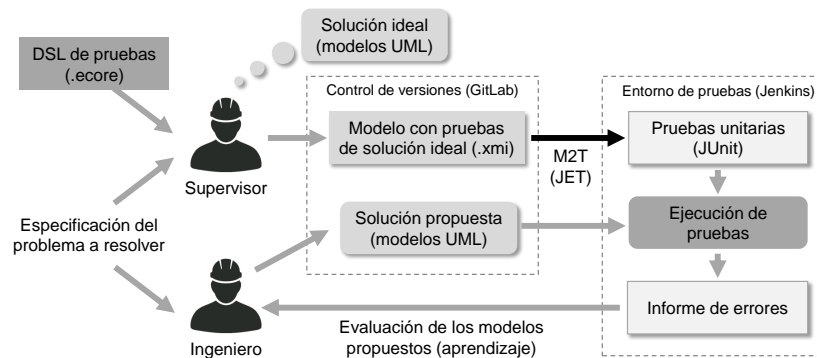 Solución ideal
(modelos UML)
DSL de pruebas
(.ecore)
Control de versiones (GitLab)
Entorno de pruebas (Jenkins)
Modelo con pruebas
de solución ideal (.xmi)
M2T
(JET)
Pruebas unitarias
(JUnit)
Supervisor
Especificación del
problema a resolver
Solución propuesta
(modelos UML)
Ejecución de
pruebas
Informe de errores
Ingeniero
Evaluación de los modelos
propuestos (aprendizaje)